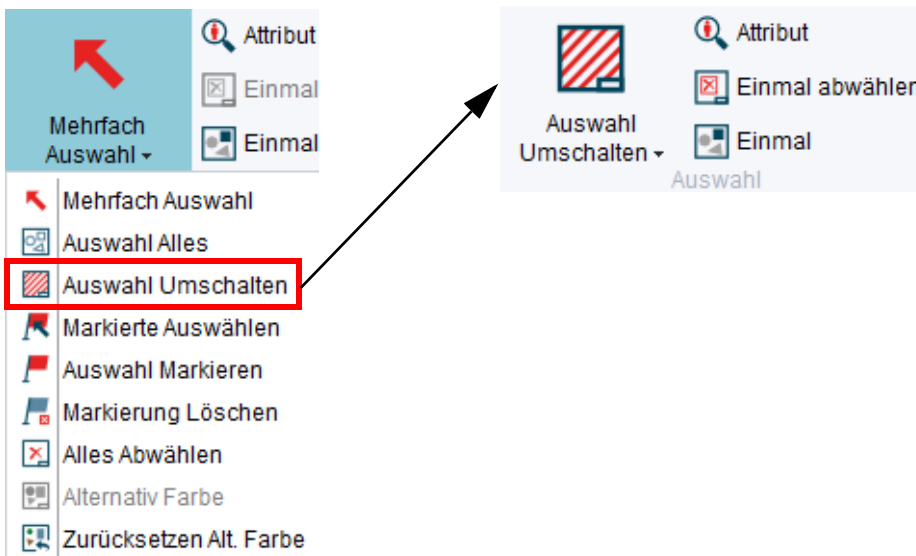 Mehrfach
Auswahl
Attribut
Einmal
Einmal
Mehrfach Auswahl
Auswahl Alles
Auswahl Umschalten
Markierte Auswählen
Auswahl Markieren
Markierung Löschen
Alles Abwählen
Alternativ Farbe
Zurücksetzen Alt. Farbe
Auswahl
Umschalten
Attribut
Einmal abwählen
Einmal
Auswahl